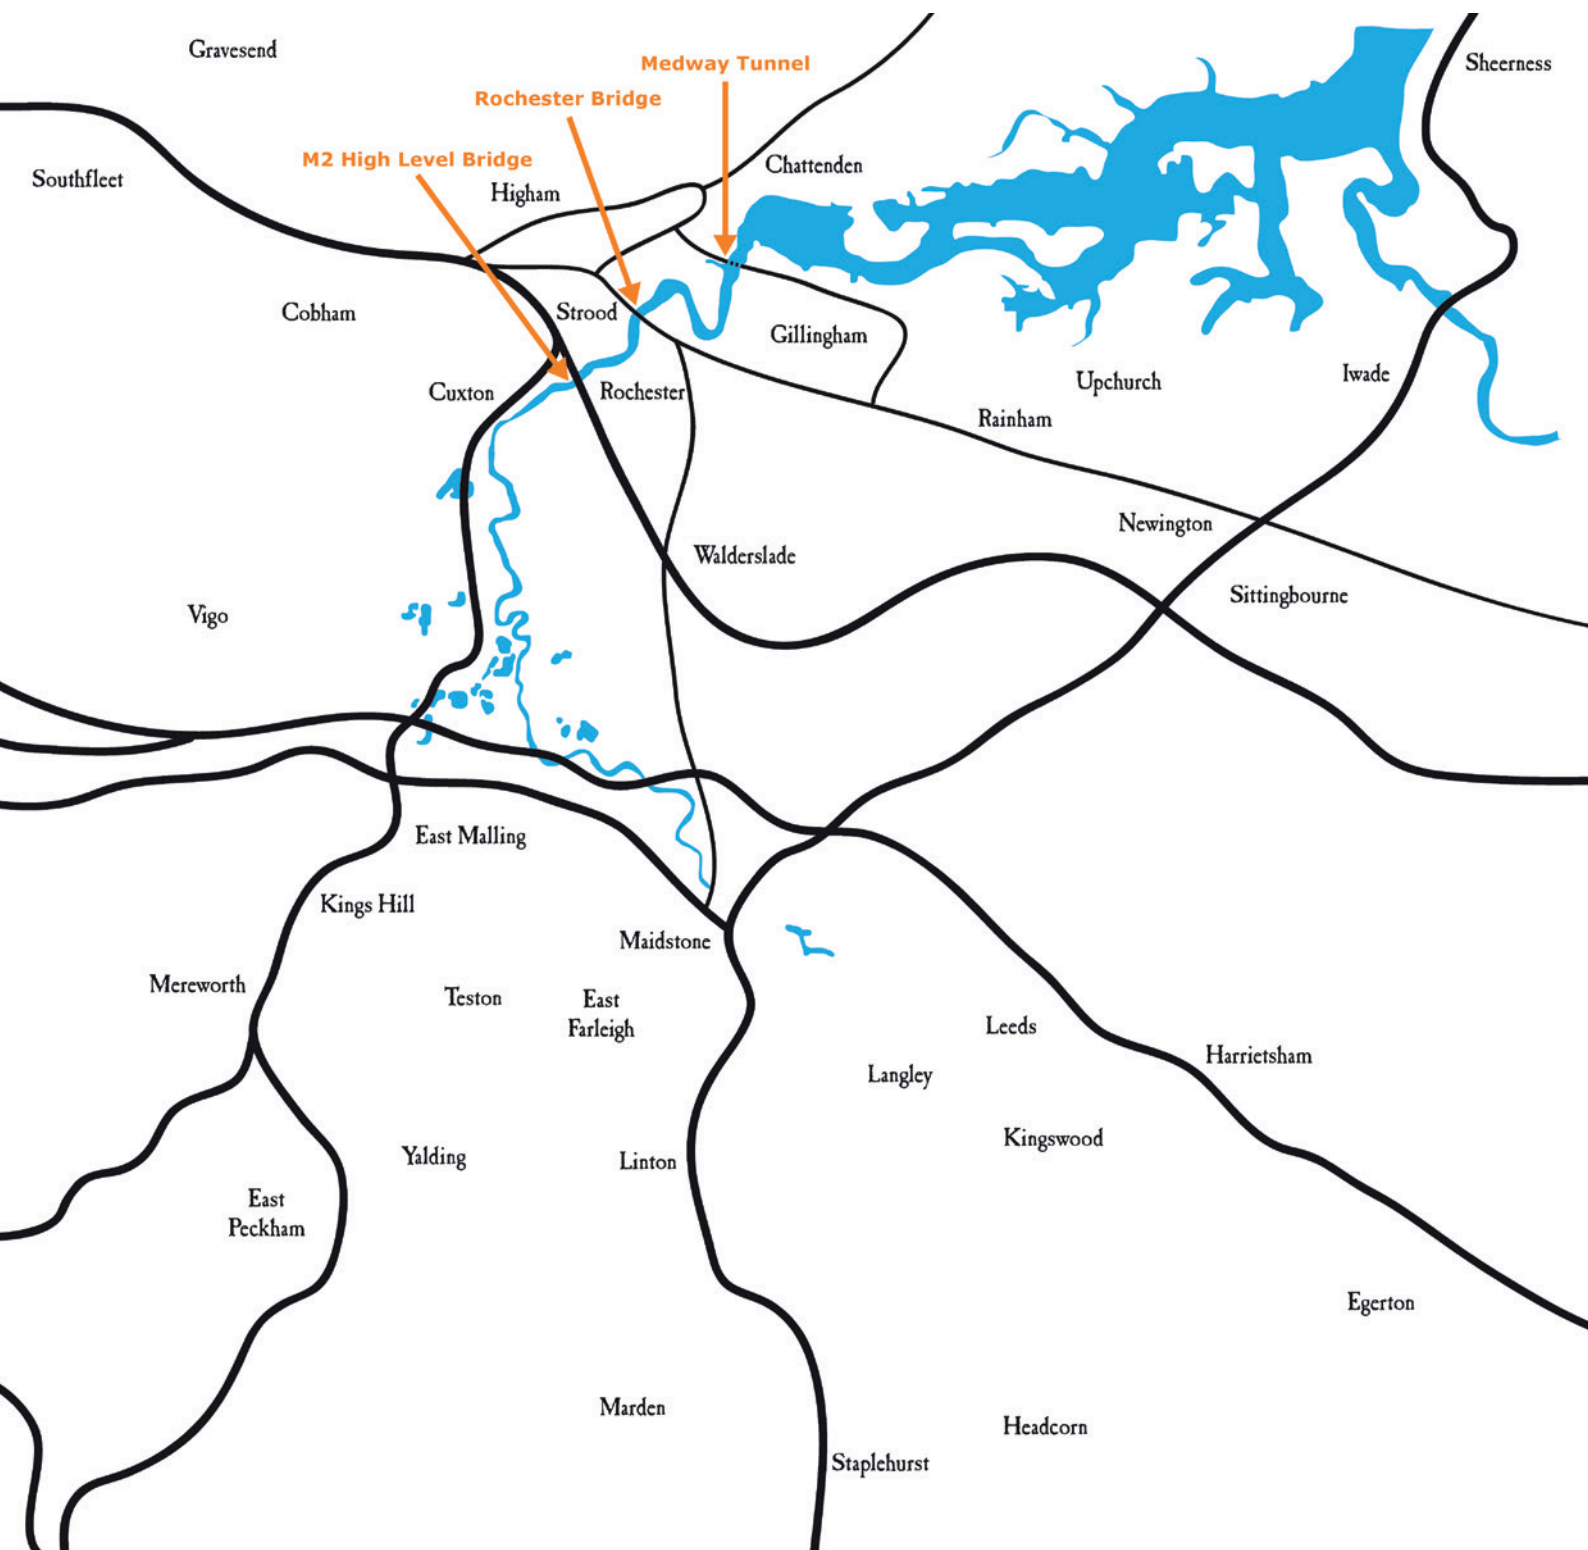 Gravesend
Medway Tunnel
Sheerness
Rochester Bridge
M2 High Level Bridge
Chattenden
Southfleet
Higham
Cobham
Strood
Gillingham
Cuxton
Rochester
Upchurch
Iwade
Rainham
Newington
Walderslade
Sittingbourne
Vigo
East Malling
Kings Hill
Maidstone
Mereworth
Teston
East
Farleigh
Leeds
Harrietsham
Langley
Kingswood
Yalding
Linton
East
Peckham
Egerton
Marden
Headcorn
Staplehurst